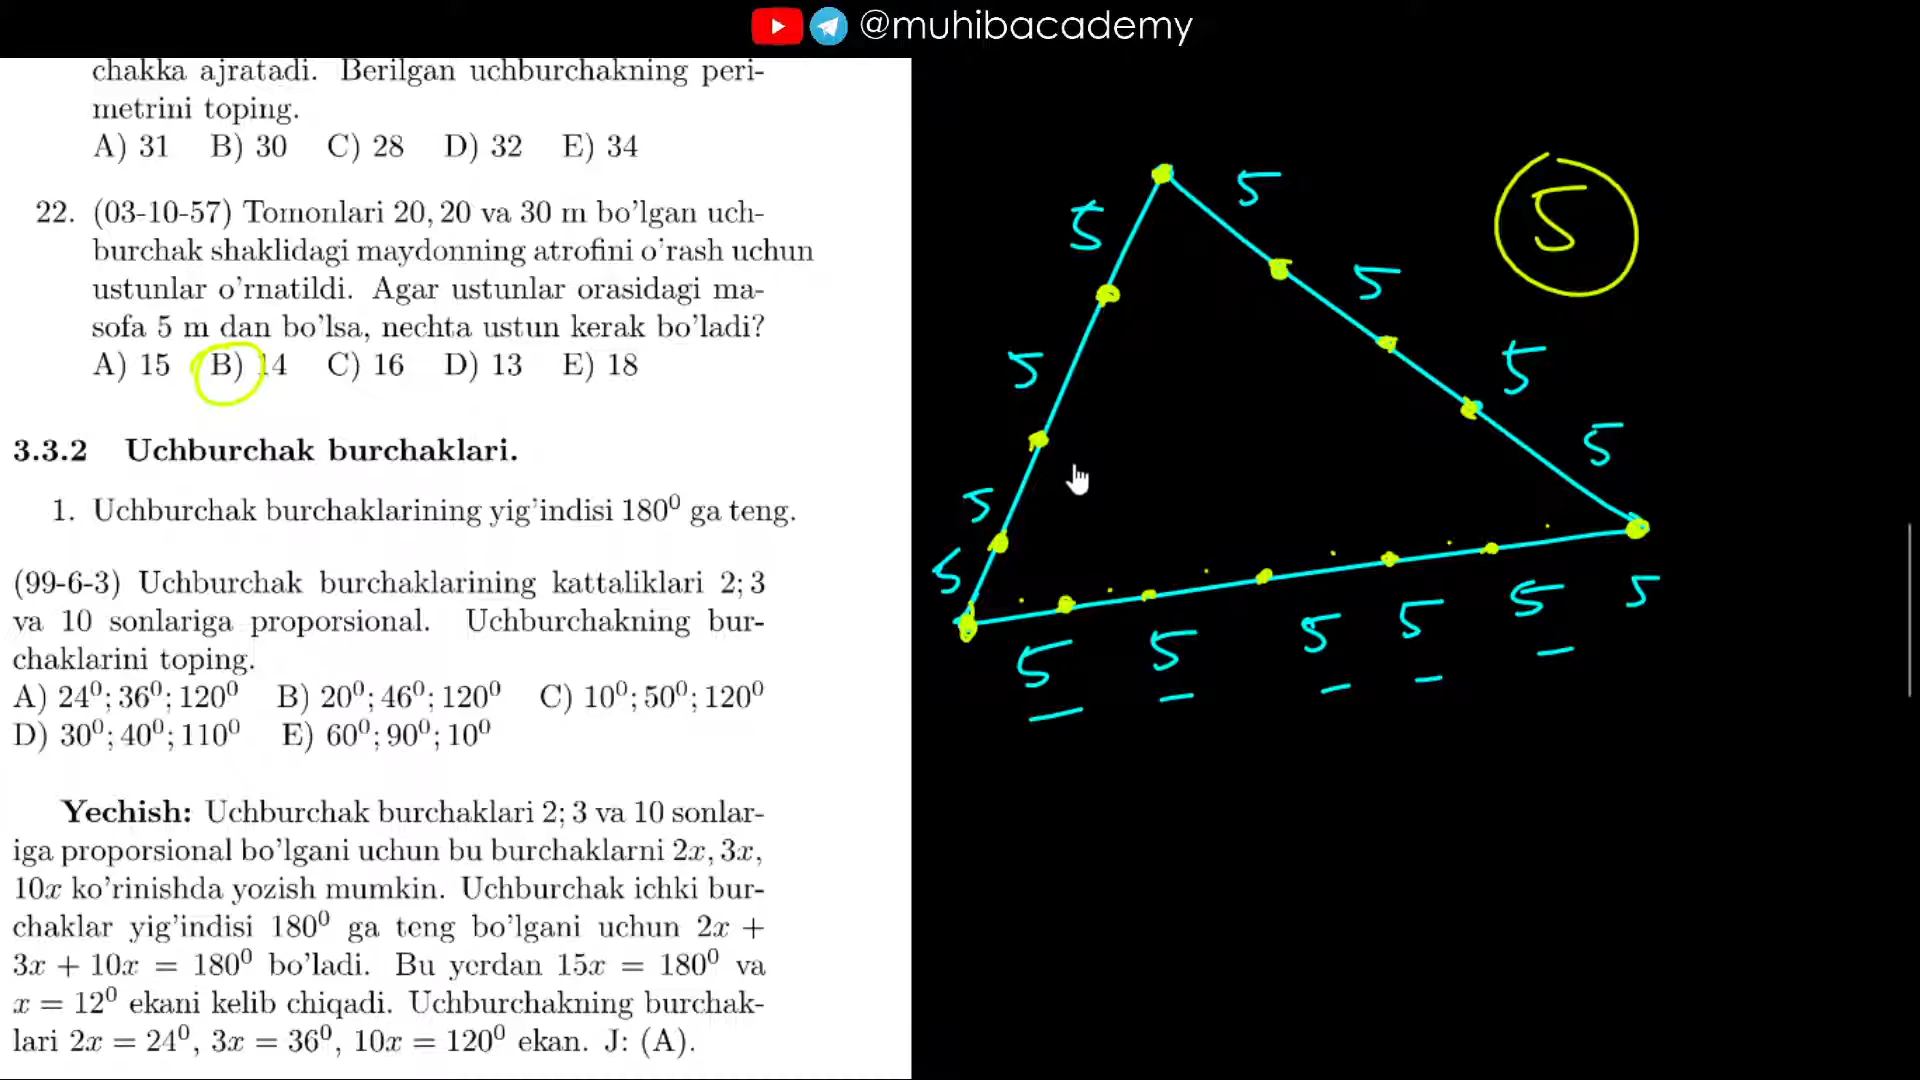 @muhibacademy
chakka ajratadi. Berilgan uchburchakning peri-
metrini toping.
A) 31 B) 30 C) 28 D) 32 E) 34
22. (03-10-57) Tomonlari 20, 20 va 30 m bo'lgan uch-
burchak shaklidagi maydonning atrofini o'rash uchun
ustunlar o'rnatildi. Agar ustunlar orasidagi ma-
sofa 5 m dan bo'lsa, nechta ustun kerak bo'ladi?
A) 15 B) 14 C) 16 D) 13 E) 18
3.3.2 Uchburchak burchaklari.
1. Uchburchak burchaklarining yig'indisi 180⁰ ga teng.
(99-6-3) Uchburchak burchaklarining kattaliklari 2; 3
va 10 sonlariga proporsional. Uchburchakning bur-
chaklarini toping.
A) 24⁰; 36⁰; 120⁰ B) 20⁰; 46⁰; 120⁰ C) 10⁰; 50⁰; 120⁰
D) 30⁰; 40⁰; 110⁰ E) 60⁰; 90⁰; 10⁰
Yechish: Uchburchak burchaklari 2; 3 va 10 sonlar-
iga proporsional bo'lgani uchun bu burchaklarni 2x, 3x,
10x ko'rinishda yozish mumkin. Uchburchak ichki bur-
chaklar yig'indisi 180⁰ ga teng bo'lgani uchun 2x +
3x + 10x = 180⁰ bo'ladi. Bu yerdan 15x = 180⁰ va
x = 12⁰ ekani kelib chiqadi. Uchburchakning burchak-
lari 2x = 24⁰, 3x = 36⁰, 10x = 120⁰ ekan. J: (A).
5
5
5
5
5
5
5
5
5
5 5 5 5 5 5